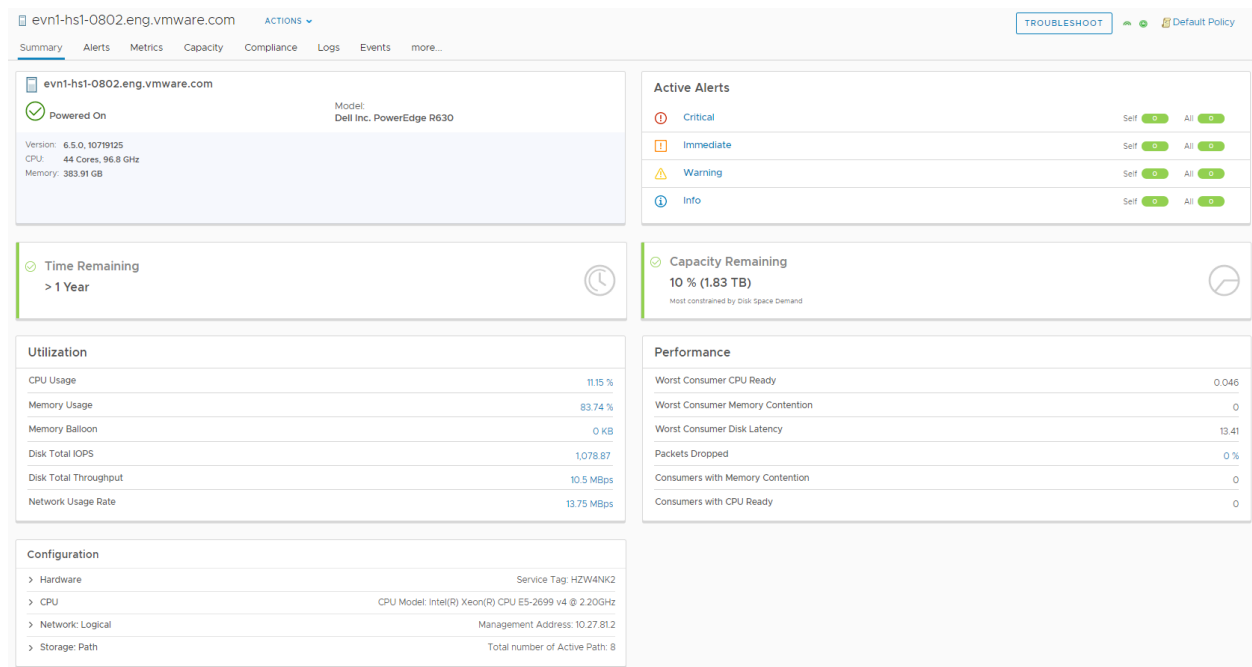 evn1-hs1-0802.eng.vmware.com ACTIONS
TROUBLESHOOT Default Policy
Summary Alerts Metrics Capacity Compliance Logs Events more...
evn1-hs1-0802.eng.vmware.com
Powered On
Model:
Dell Inc. PowerEdge R630
Version: 6.5.0, 10719125
CPU: 44 Cores, 96.8 GHz
Memory: 383.91 GB
Active Alerts
Critical Self 0 All 0
Immediate Self 0 All 0
Warning Self 0 All 0
Info Self 0 All 0
Time Remaining
> 1 Year
Capacity Remaining
10 % (1.83 TB)
Most constrained by Disk Space Demand
Utilization
CPU Usage 11.15 %
Memory Usage 83.74 %
Memory Balloon 0 KB
Disk Total IOPS 1,078.87
Disk Total Throughput 10.5 MBps
Network Usage Rate 13.75 MBps
Performance
Worst Consumer CPU Ready 0.046
Worst Consumer Memory Contention 0
Worst Consumer Disk Latency 13.41
Packets Dropped 0 %
Consumers with Memory Contention 0
Consumers with CPU Ready 0
Configuration
> Hardware Service Tag: HZW4NK2
> CPU CPU Model: Intel(R) Xeon(R) CPU E5-2699 v4 @ 2.20GHz
> Network: Logical Management Address: 10.27.81.2
> Storage: Path Total number of Active Path: 8